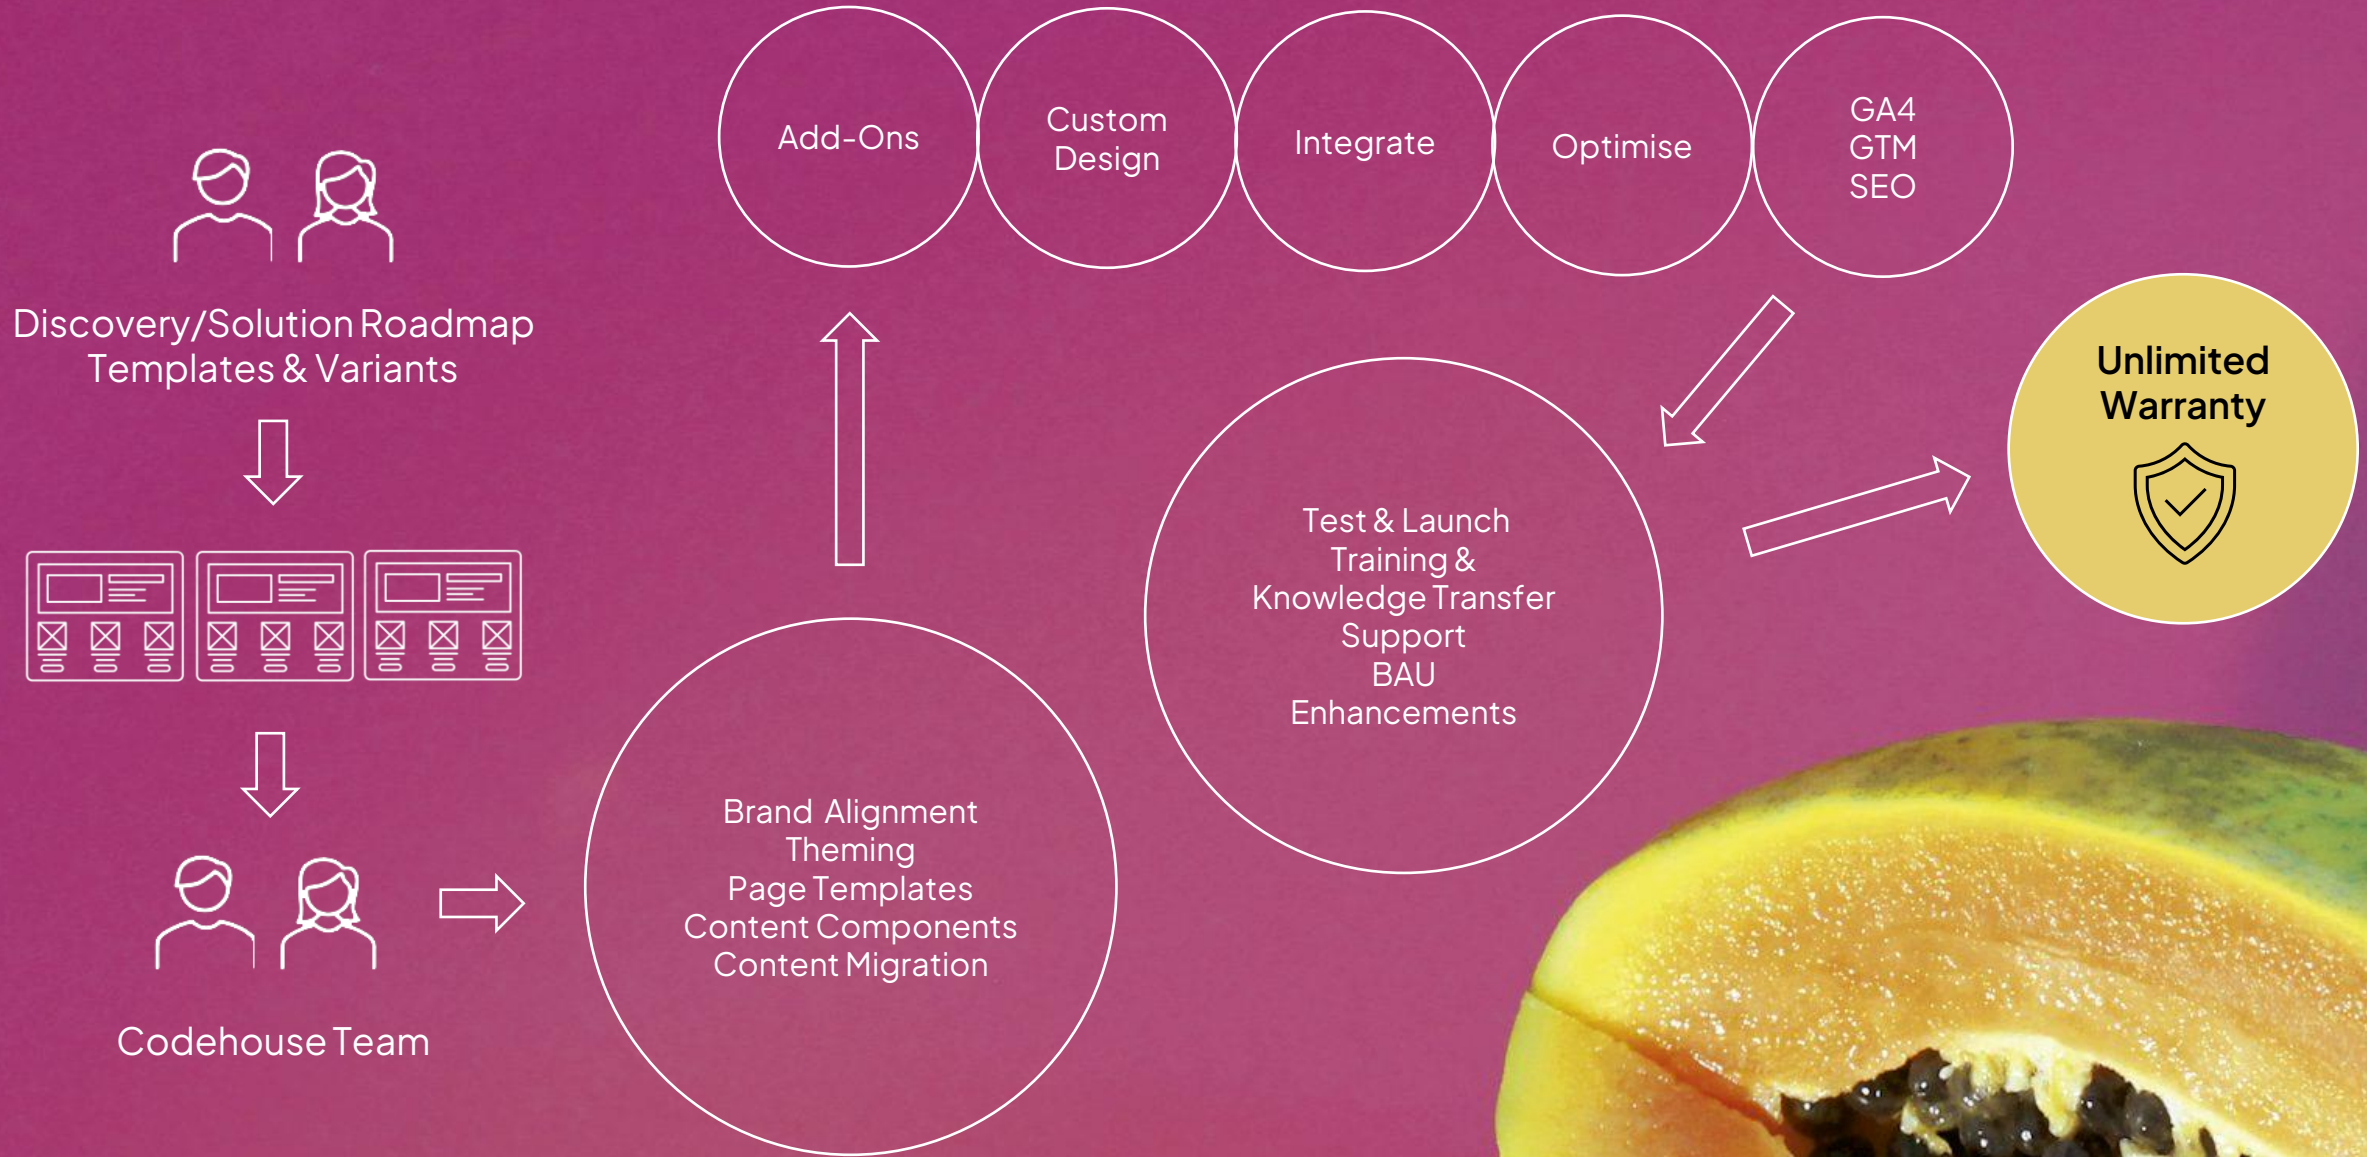 Discovery/Solution Roadmap
Templates & Variants
Codehouse Team
Brand Alignment
Theming
Page Templates
Content Components
Content Migration
Add-Ons
Custom
Design
Integrate
Optimise
GA4
GTM
SEO
Test & Launch
Training &
Knowledge Transfer
Support
BAU
Enhancements
Unlimited
Warranty